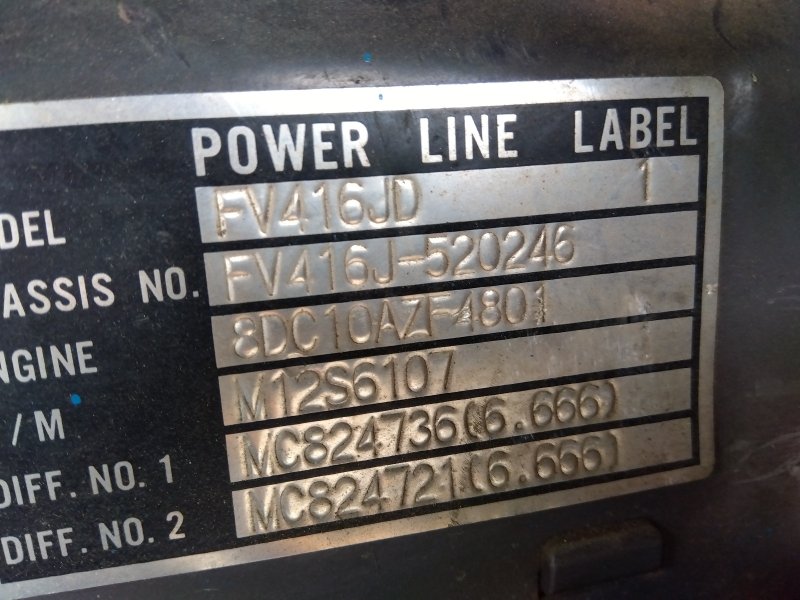 POWER LINE LABEL
ODEL FV416JD 1
ASSIS NO. FV416J-520246
NGINE 8DC10AZF4801
/M M12S6107
DIFF. NO. 1 MC824736(6.666)
DIFF. NO. 2 MC824721(6.666)